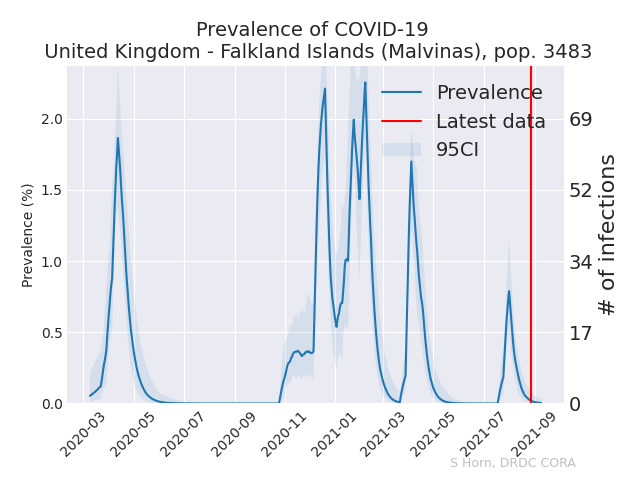 Prevalence of COVID-19
United Kingdom - Falkland Islands (Malvinas), pop. 3483
Prevalence
Latest data
95CI
2.0
1.5
1.0
0.5
0.0
Prevalence (%)
69
52
34
17
0
# of infections
2020-03
2020-05
2020-07
2020-09
2020-11
2021-01
2021-03
2021-05
2021-07
2021-09
S Horn, DRDC CORA